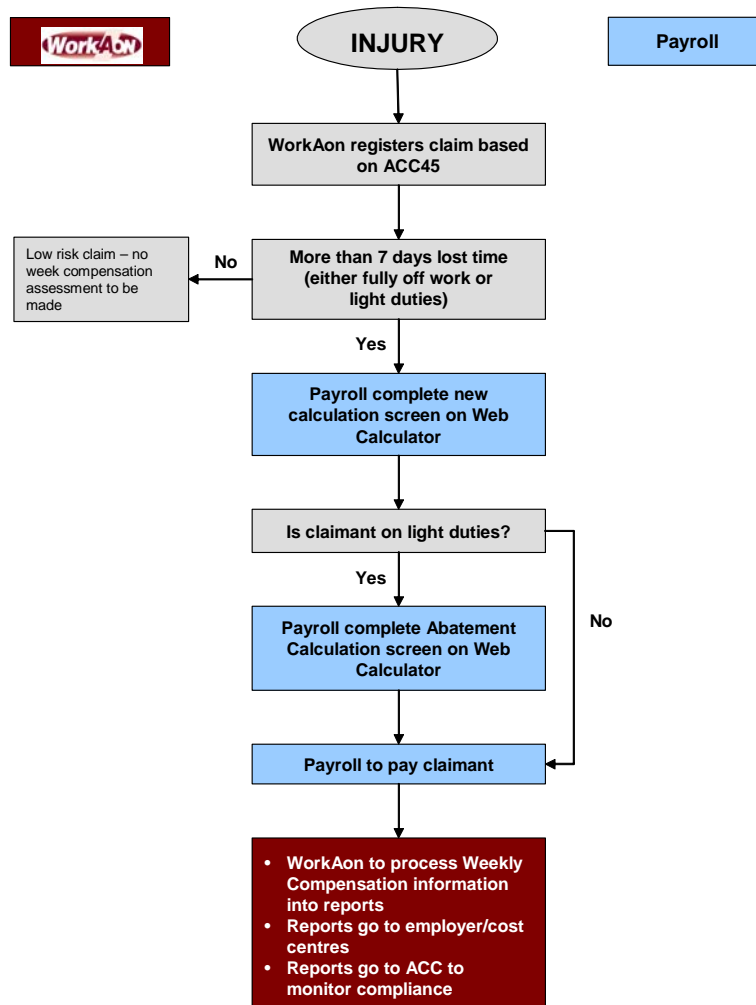 WorkAon
INJURY
Payroll
WorkAon registers claim based
on ACC45
Low risk claim – no
week compensation
assessment to be
made
No
More than 7 days lost time
(either fully off work or
light duties)
Yes
Payroll complete new
calculation screen on Web
Calculator
Is claimant on light duties?
Yes
No
Payroll complete Abatement
Calculation screen on Web
Calculator
Payroll to pay claimant
• WorkAon to process Weekly
Compensation information
into reports
• Reports go to employer/cost
centres
• Reports go to ACC to
monitor compliance